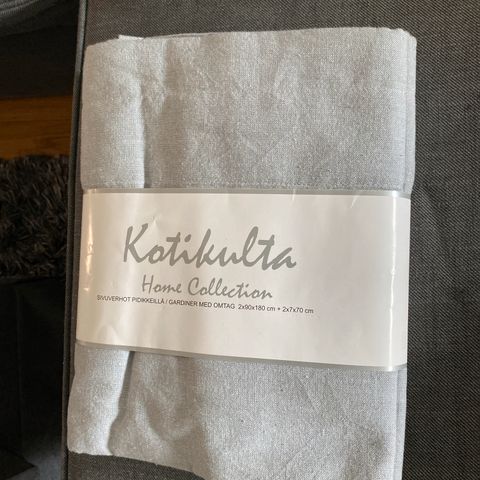 Kotikulta
Home Collection
SIVUVERHOT PIDIKKEILLÄ / GARDINER MED OMTAG 2x90x180 cm + 2x7x70 cm